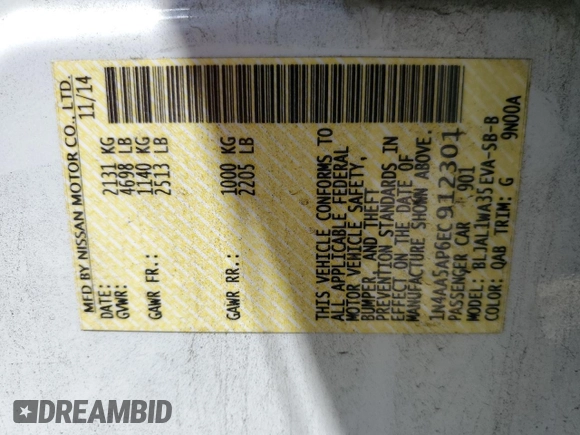 MFD BY NISSAN MOTOR CO., LTD.
DATE: 11/14
GVWR: 2131 KG
4698 LB
GAWR FR.: 1140 KG
2513 LB
GAWR RR.: 1000 KG
2205 LB
THIS VEHICLE CONFORMS TO
ALL APPLICABLE FEDERAL
MOTOR VEHICLE SAFETY,
BUMPER, AND THEFT
PREVENTION STANDARDS IN
EFFECT ON THE DATE OF
MANUFACTURE SHOWN ABOVE.
1N4AA5AP6EC912301
PASSENGER CAR 901
MODEL: BLJAL1WA35EVA-SB-B
COLOR: QAB TRIM: G 9N00A
DREAMBID